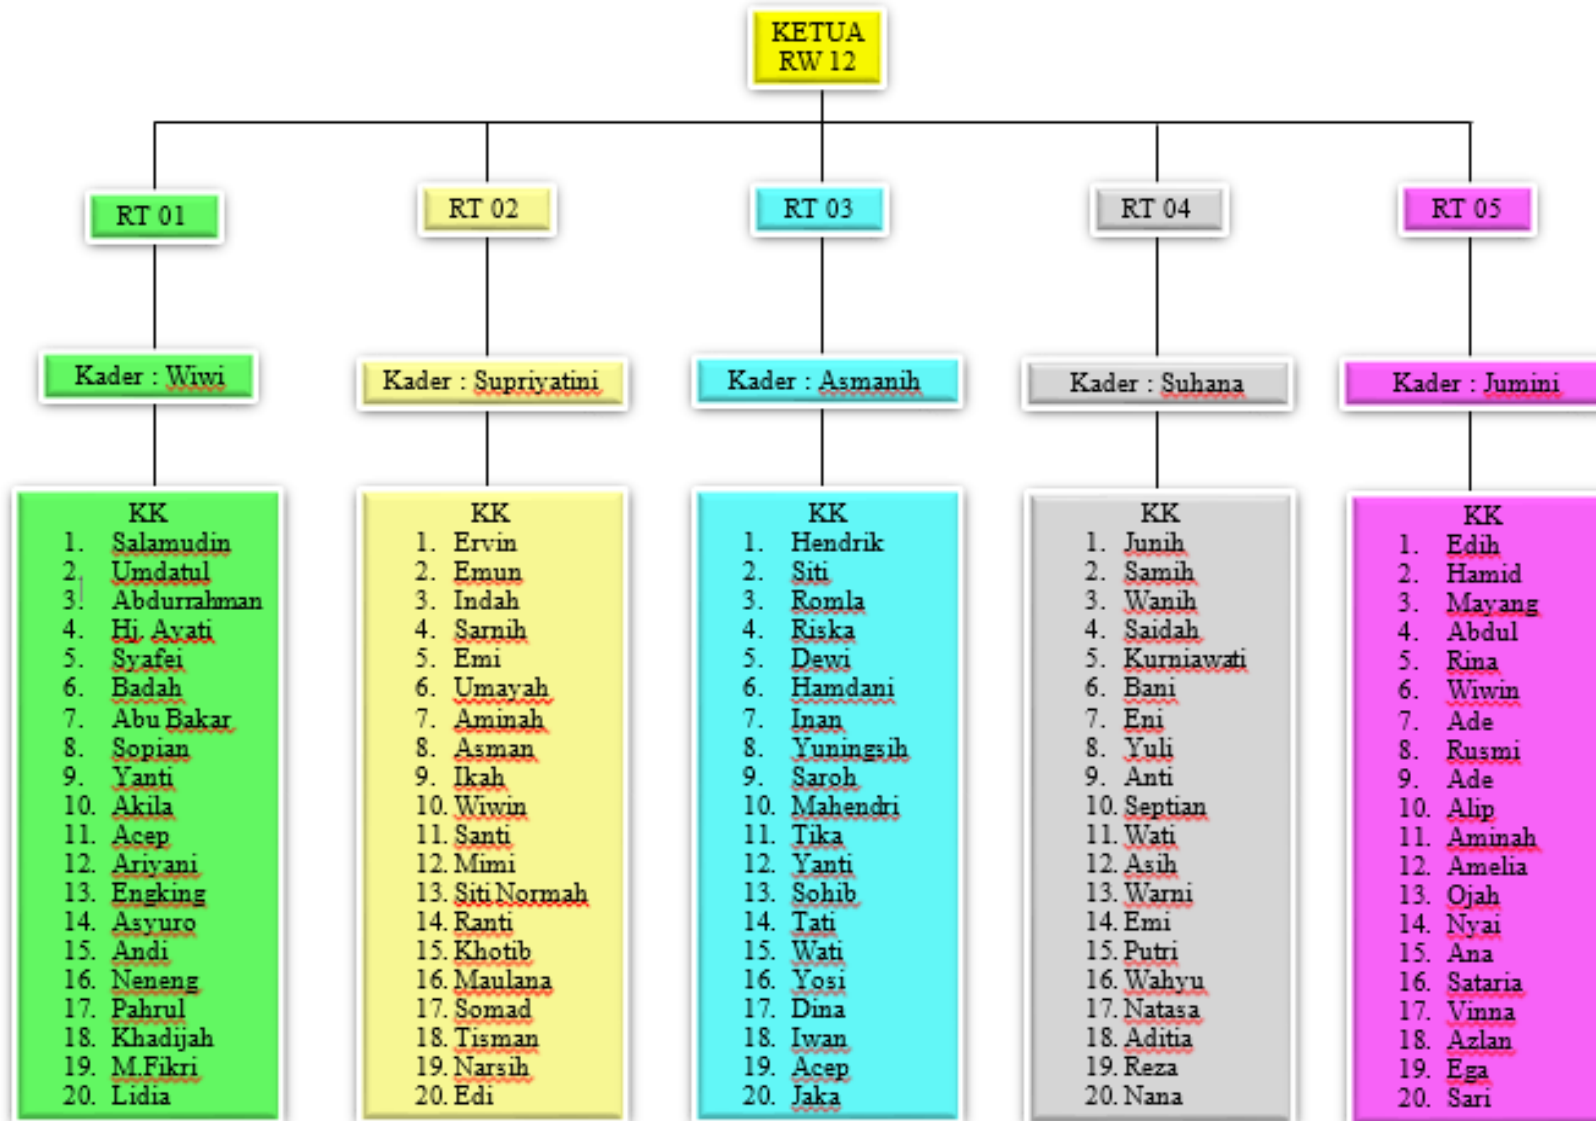 KETUA
RW 12
RT 01
RT 02
RT 03
RT 04
RT 05
Kader : Wiwi
Kader : Supriyatini
Kader : Asmanih
Kader : Suhana
Kader : Jumini
KK
1. Salamudin
2. Umdatul
3. Abdurrahman
4. Hj. Ayati
5. Syafei
6. Badah
7. Abu Bakar
8. Sopian
9. Yanti
10. Akila
11. Acep
12. Ariyani
13. Engking
14. Asyuro
15. Andi
16. Neneng
17. Pahrul
18. Khadijah
19. M.Fikri
20. Lidia
KK
1. Ervin
2. Emun
3. Indah
4. Sarnih
5. Emi
6. Umayah
7. Aminah
8. Asman
9. Ikah
10. Wiwin
11. Santi
12. Mimi
13. Siti Normah
14. Ranti
15. Khotib
16. Maulana
17. Somad
18. Tisman
19. Narsih
20. Edi
KK
1. Hendrik
2. Siti
3. Romla
4. Riska
5. Dewi
6. Hamdani
7. Inan
8. Yuningsih
9. Saroh
10. Mahendri
11. Tika
12. Yanti
13. Sohib
14. Tati
15. Wati
16. Yosi
17. Dina
18. Iwan
19. Acep
20. Jaka
KK
1. Junih
2. Samih
3. Wanih
4. Saidah
5. Kurniawati
6. Bani
7. Eni
8. Yuli
9. Anti
10. Septian
11. Wati
12. Asih
13. Warni
14. Emi
15. Putri
16. Wahyu
17. Natasa
18. Aditia
19. Reza
20. Nana
KK
1. Edih
2. Hamid
3. Mayang
4. Abdul
5. Rina
6. Wiwin
7. Ade
8. Rusmi
9. Ade
10. Alip
11. Aminah
12. Amelia
13. Ojah
14. Nyai
15. Ana
16. Sataria
17. Vinna
18. Azlan
19. Ega
20. Sari